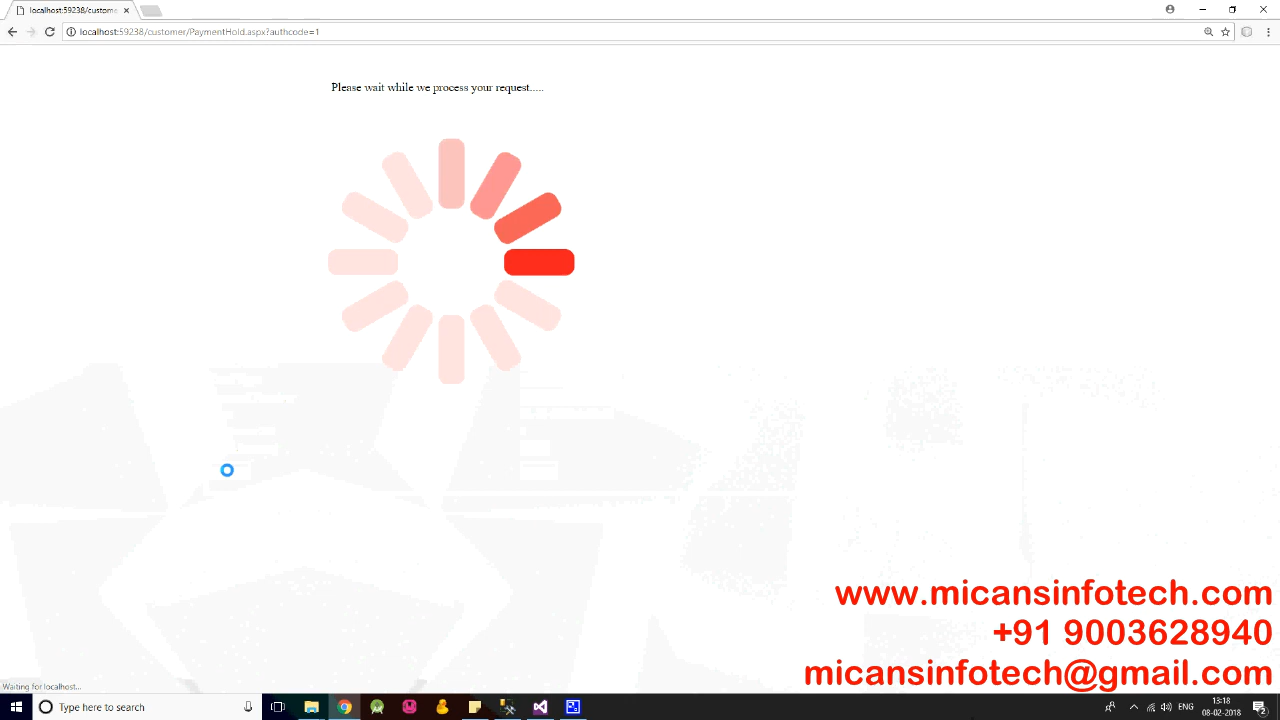 localhost:59238/custome
localhost:59238/customer/PaymentHold.aspx?authcode=1
Please wait while we process your request.....
www.micansinfotech.com
+91 9003628940
micansinfotech@gmail.com
Waiting for localhost...
Type here to search
ENG
13:18
08-02-2018
2